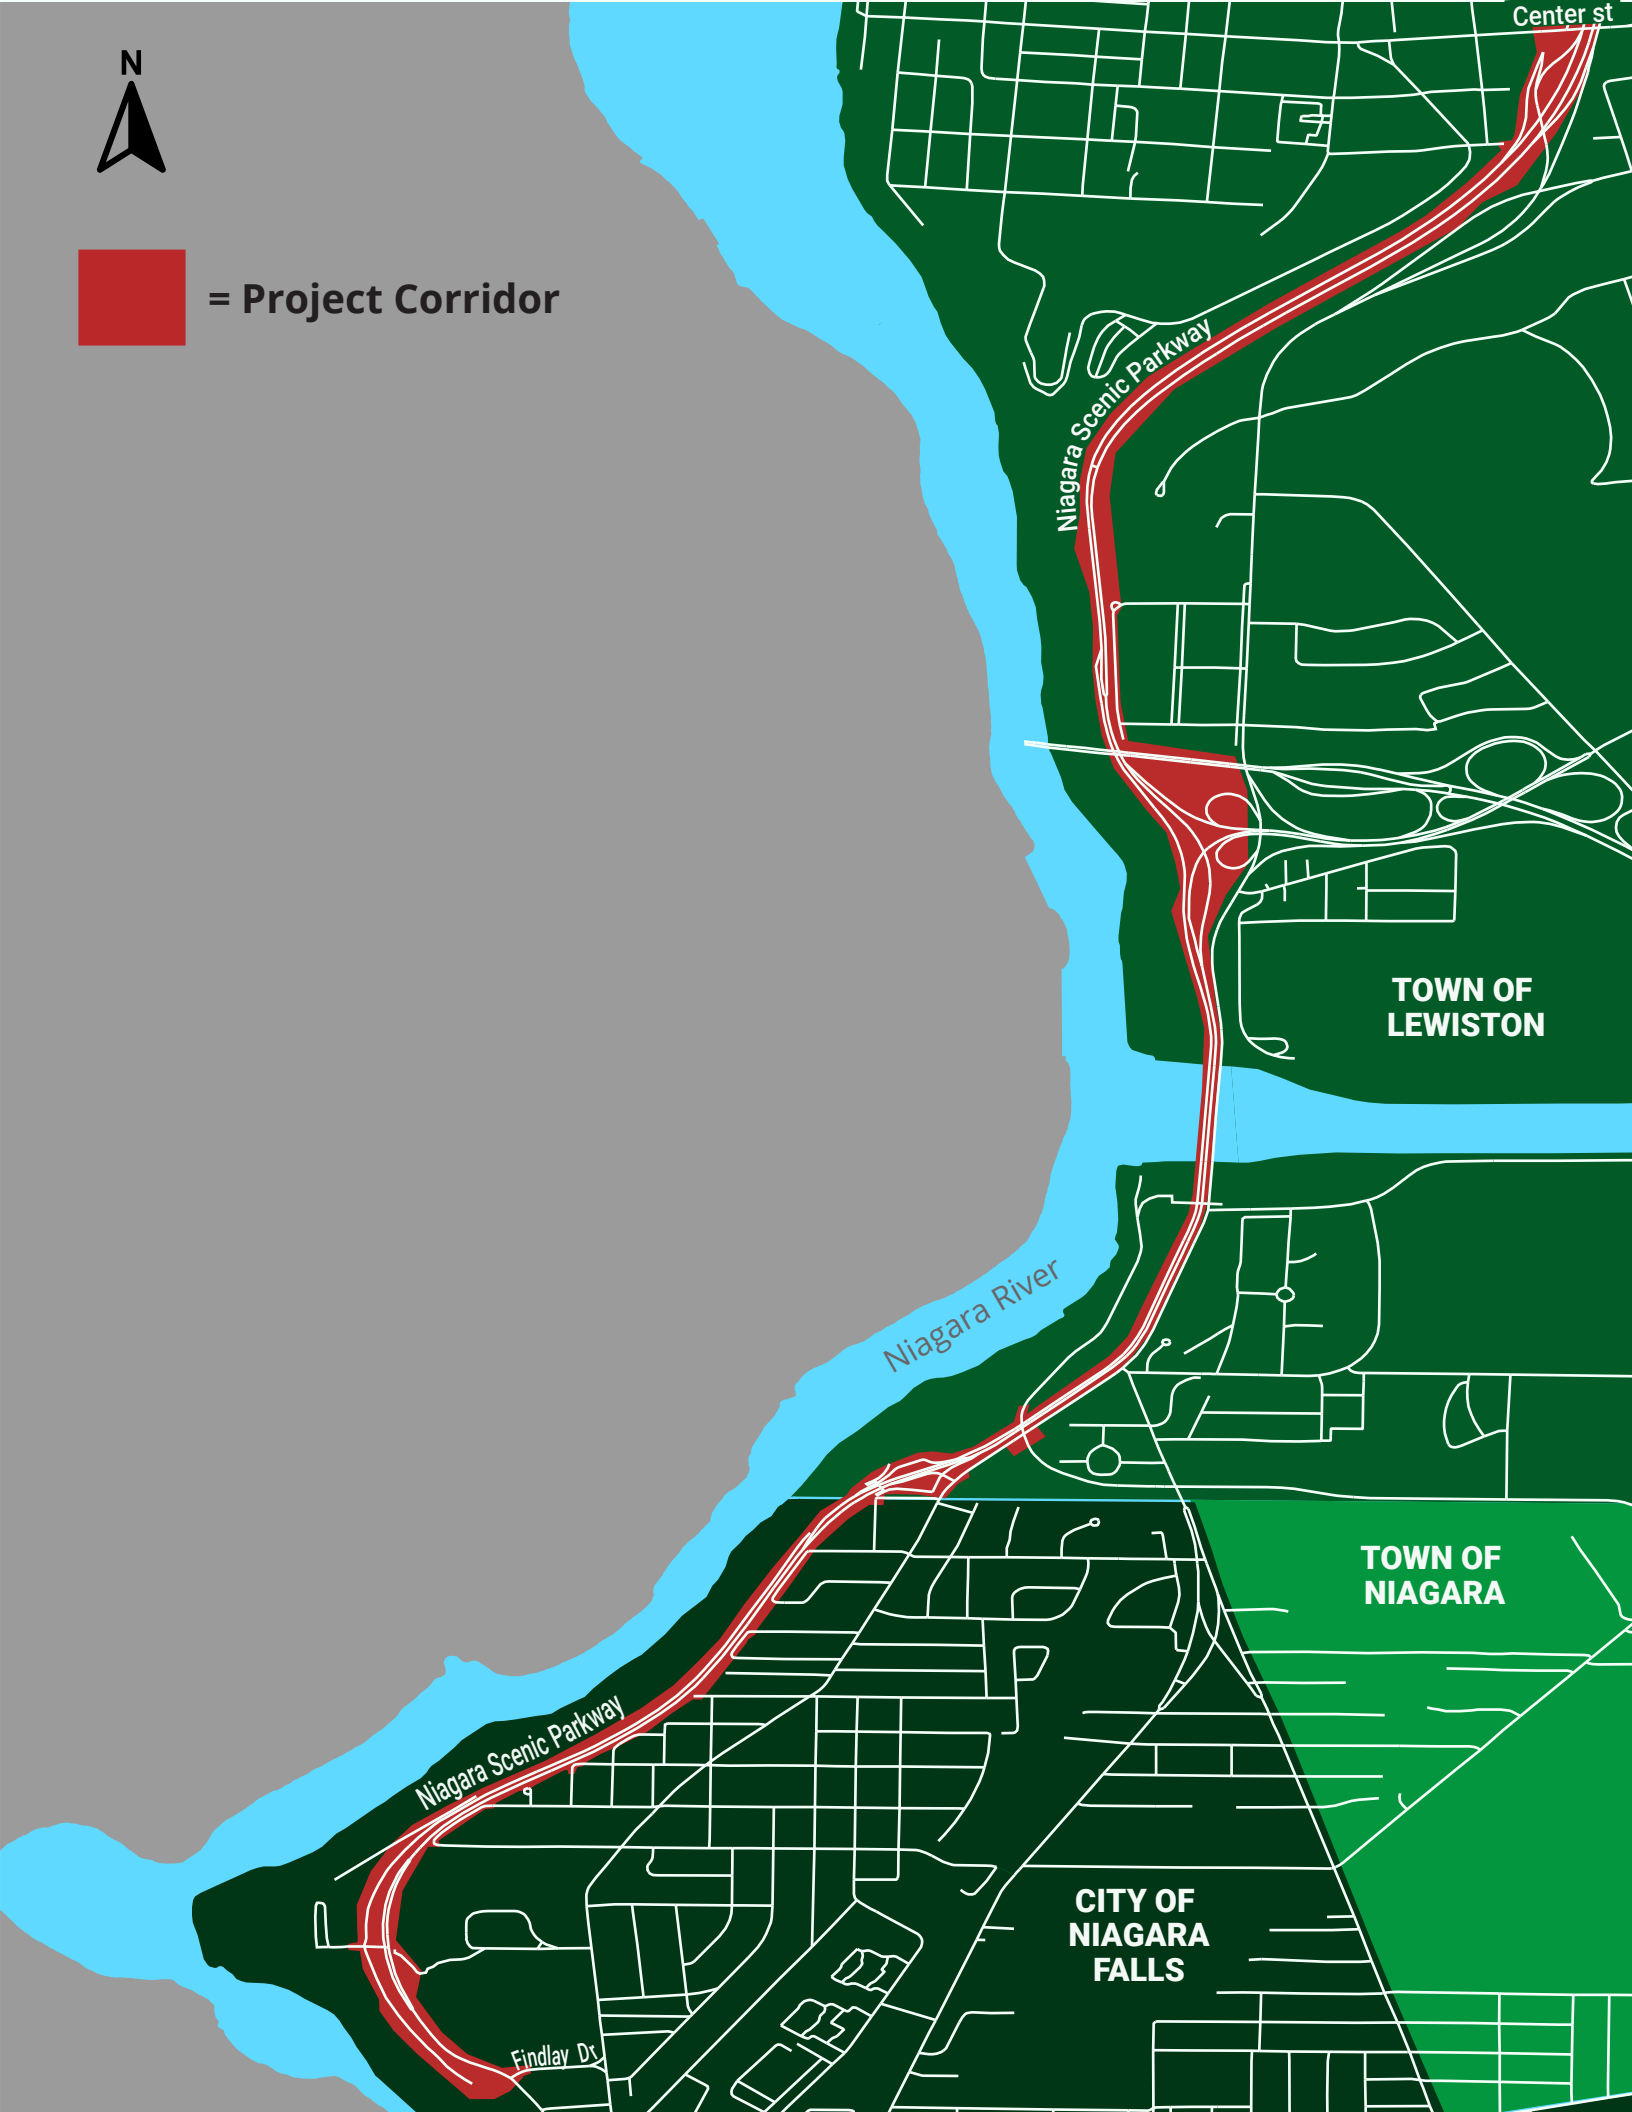 Center st
N
= Project Corridor
Niagara Scenic Parkway
TOWN OF
LEWISTON
Niagara River
TOWN OF
NIAGARA
Niagara Scenic Parkway
CITY OF
NIAGARA
FALLS
Findlay Dr